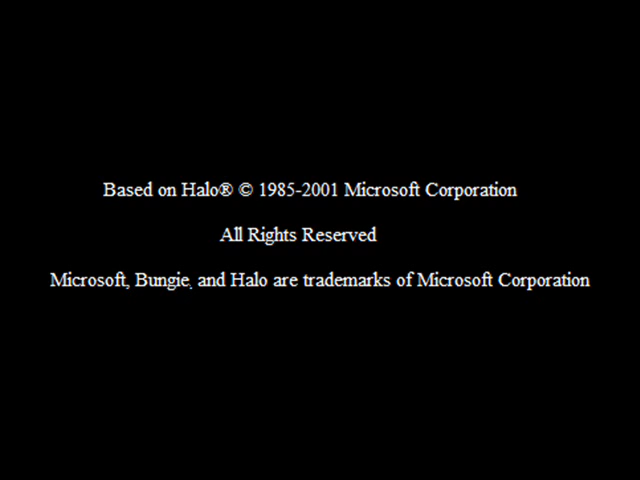 Based on Halo® © 1985-2001 Microsoft Corporation
All Rights Reserved
Microsoft, Bungie, and Halo are trademarks of Microsoft Corporation